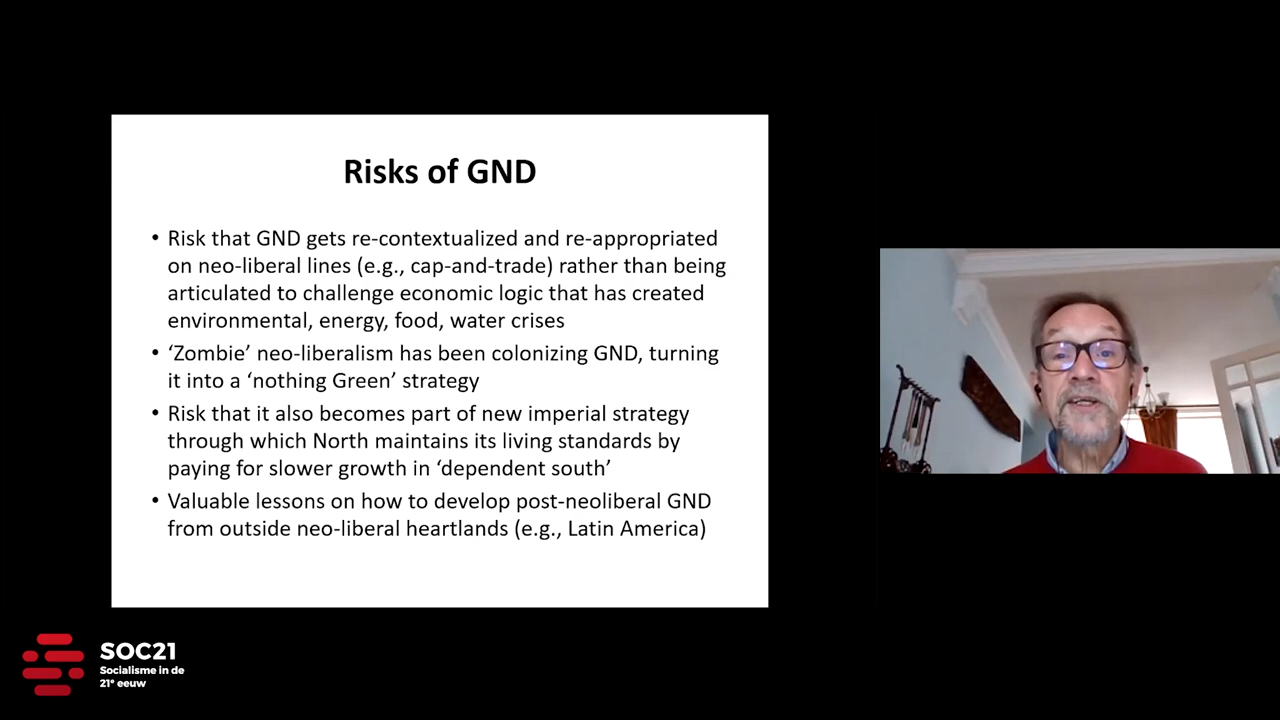 Risks of GND
• Risk that GND gets re-contextualized and re-appropriated
on neo-liberal lines (e.g., cap-and-trade) rather than being
articulated to challenge economic logic that has created
environmental, energy, food, water crises
• ‘Zombie’ neo-liberalism has been colonizing GND, turning
it into a ‘nothing Green’ strategy
• Risk that it also becomes part of new imperial strategy
through which North maintains its living standards by
paying for slower growth in ‘dependent south’
• Valuable lessons on how to develop post-neoliberal GND
from outside neo-liberal heartlands (e.g., Latin America)
SOC21
Socialisme in de
21e eeuw